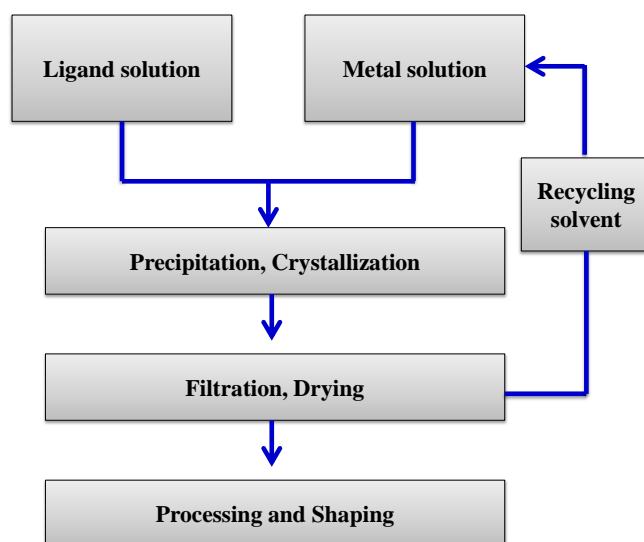 Ligand solution
Metal solution
Recycling
solvent
Precipitation, Crystallization
Filtration, Drying
Processing and Shaping